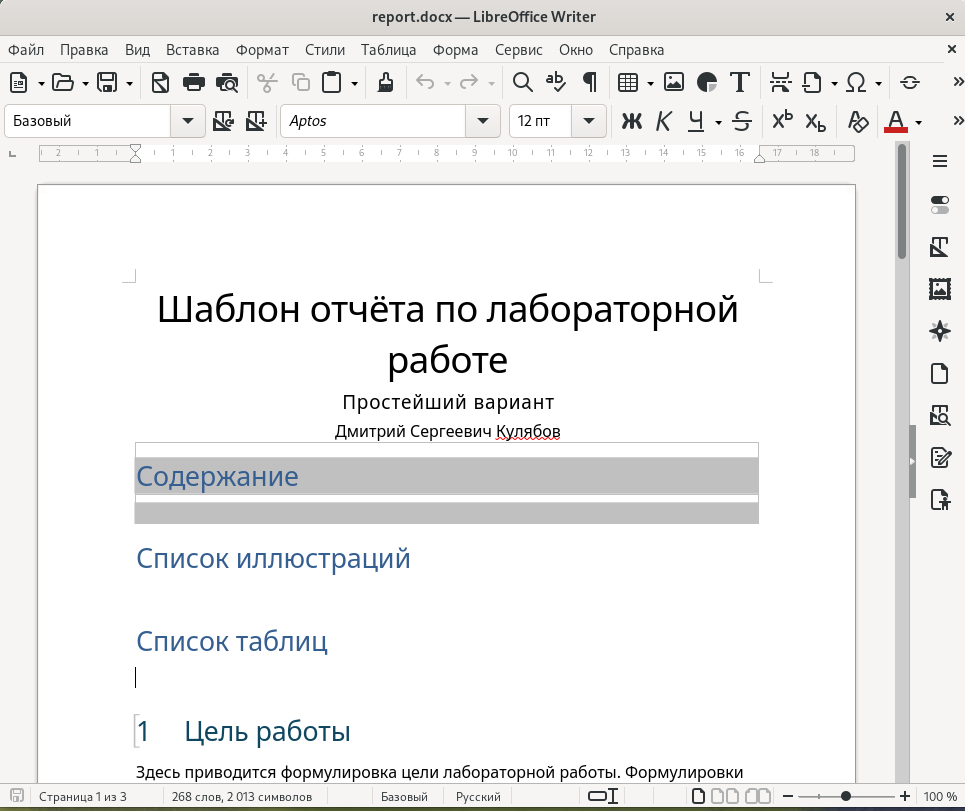 report.docx — LibreOffice Writer
Файл Правка Вид Вставка Формат Стили Таблица Форма Сервис Окно Справка
Базовый Aptos 12 пт Ж К Ч S
2 1 1 2 3 4 5 6 7 8 9 10 11 12 13 14 15 16 17 18
Шаблон отчёта по лабораторной
работе
Простейший вариант
Дмитрий Сергеевич Кулябов
Содержание
Список иллюстраций
Список таблиц
1 Цель работы
Здесь приводится формулировка цели лабораторной работы. Формулировки
Страница 1 из 3 268 слов, 2 013 символов Базовый Русский 100 %